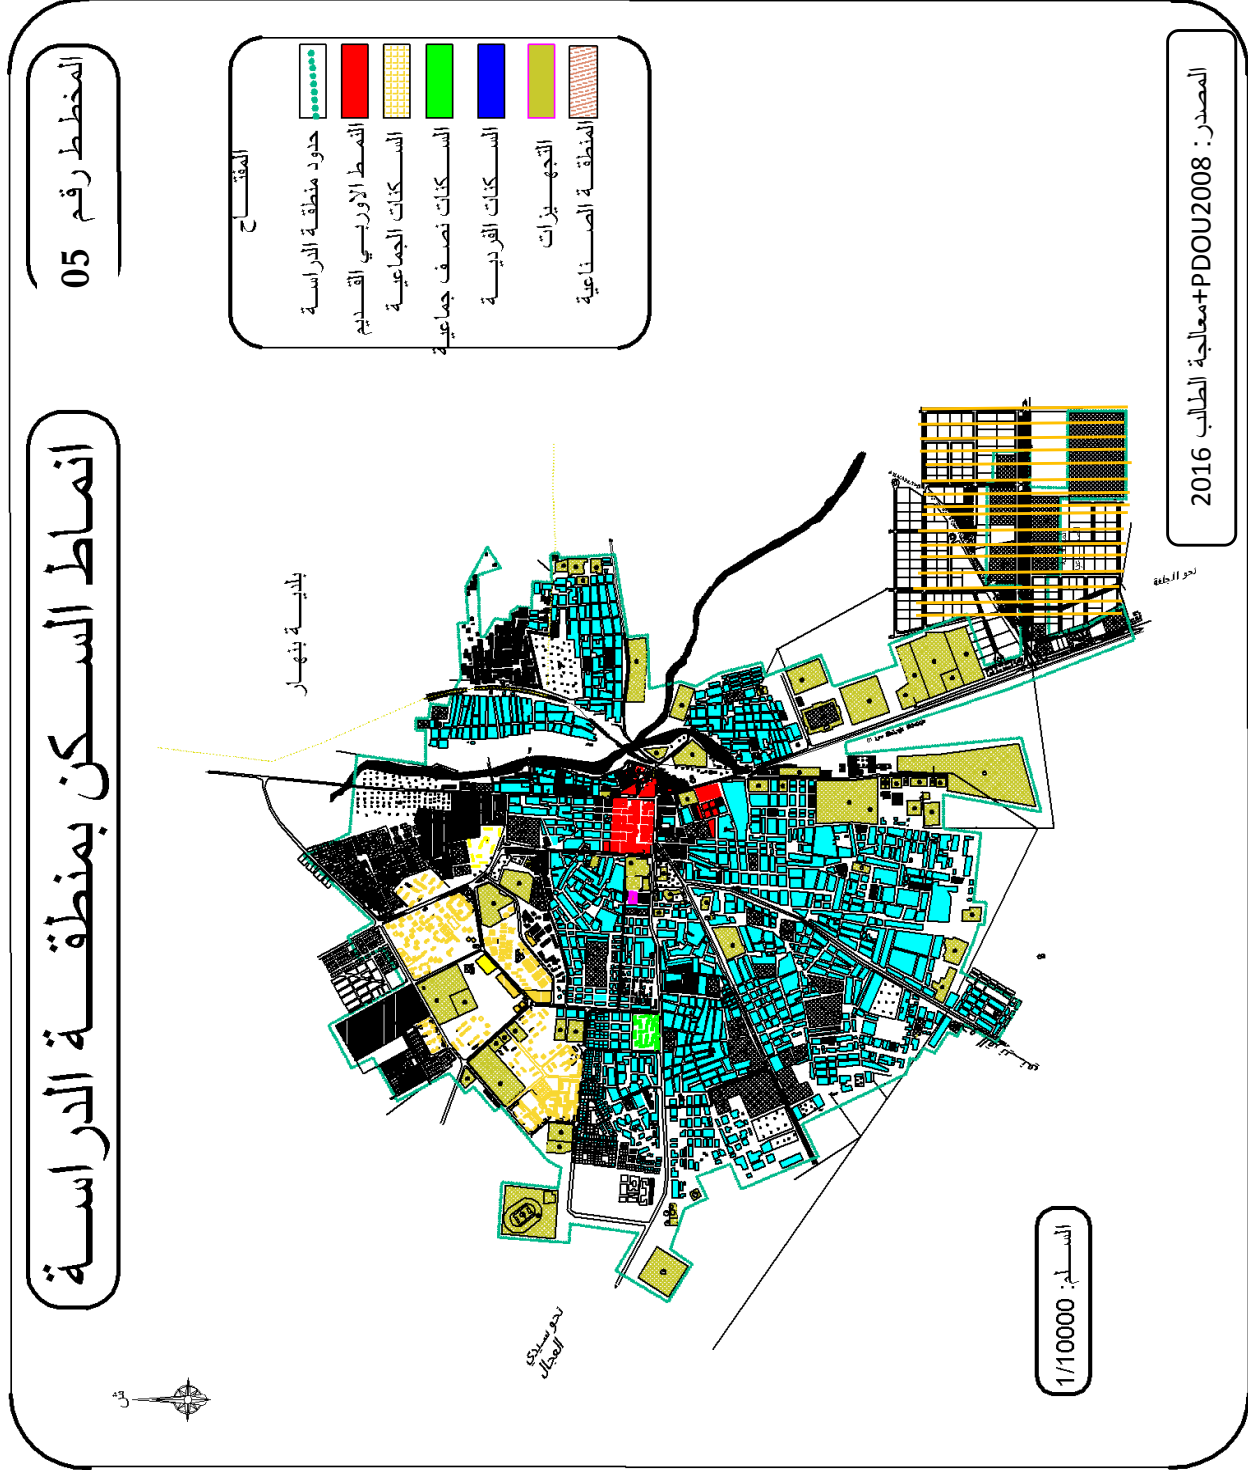 المخطط رقم 05
انماط السكن بمنطقة الدراسة
المفتاح
حدود منطقة الدراسة
النمط الاوربي القديم
السكنات الجماعية
السكنات نصف جماعية
السكنات الفردية
التجهيزات
المنطقة الصناعية
المصدر: PDOU2008+معالجة الطالب 2016
بلدية بنهار
نحو الجلفة
نحو سيدي
العجال
السلم: 1/10000